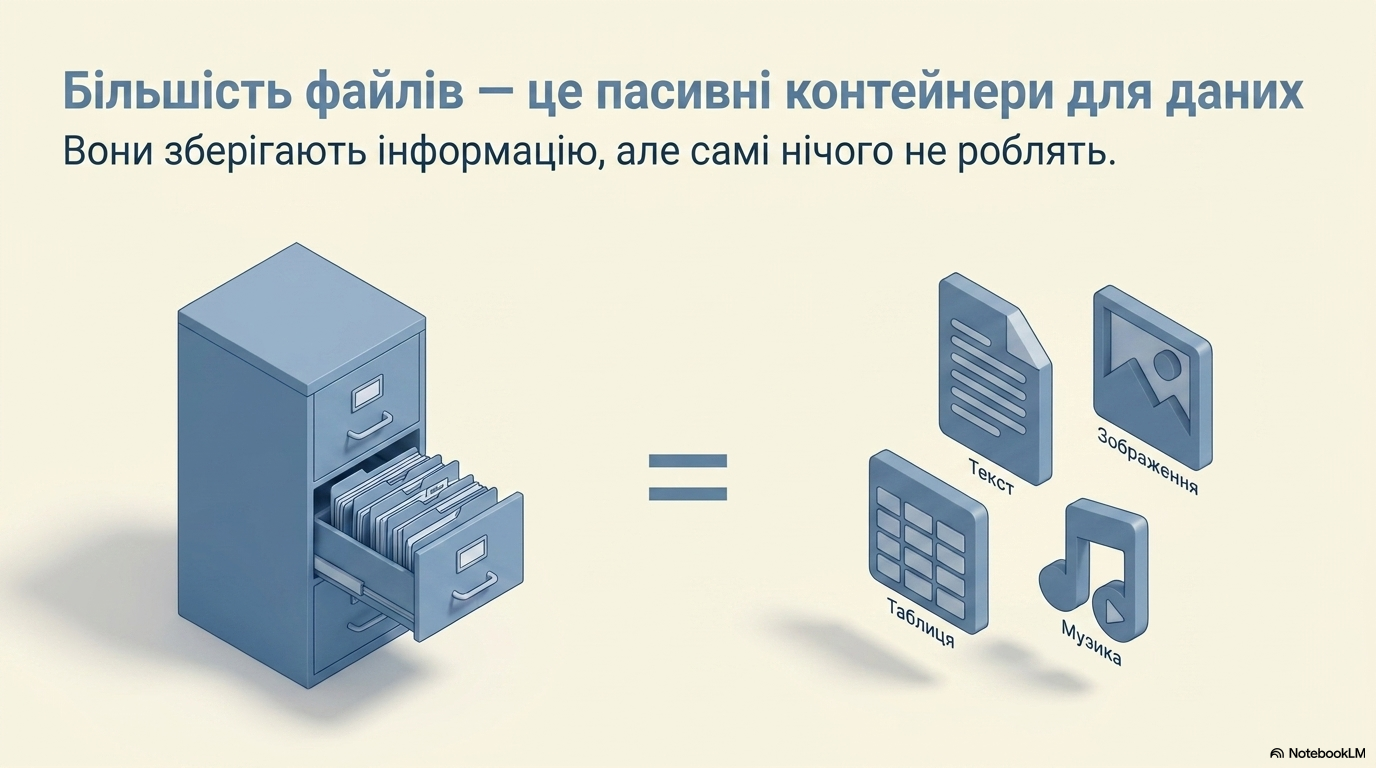 Більшість файлів — це пасивні контейнери для даних
Вони зберігають інформацію, але самі нічого не роблять.
Текст
Зображення
Таблиця
Музика
NotebookLM